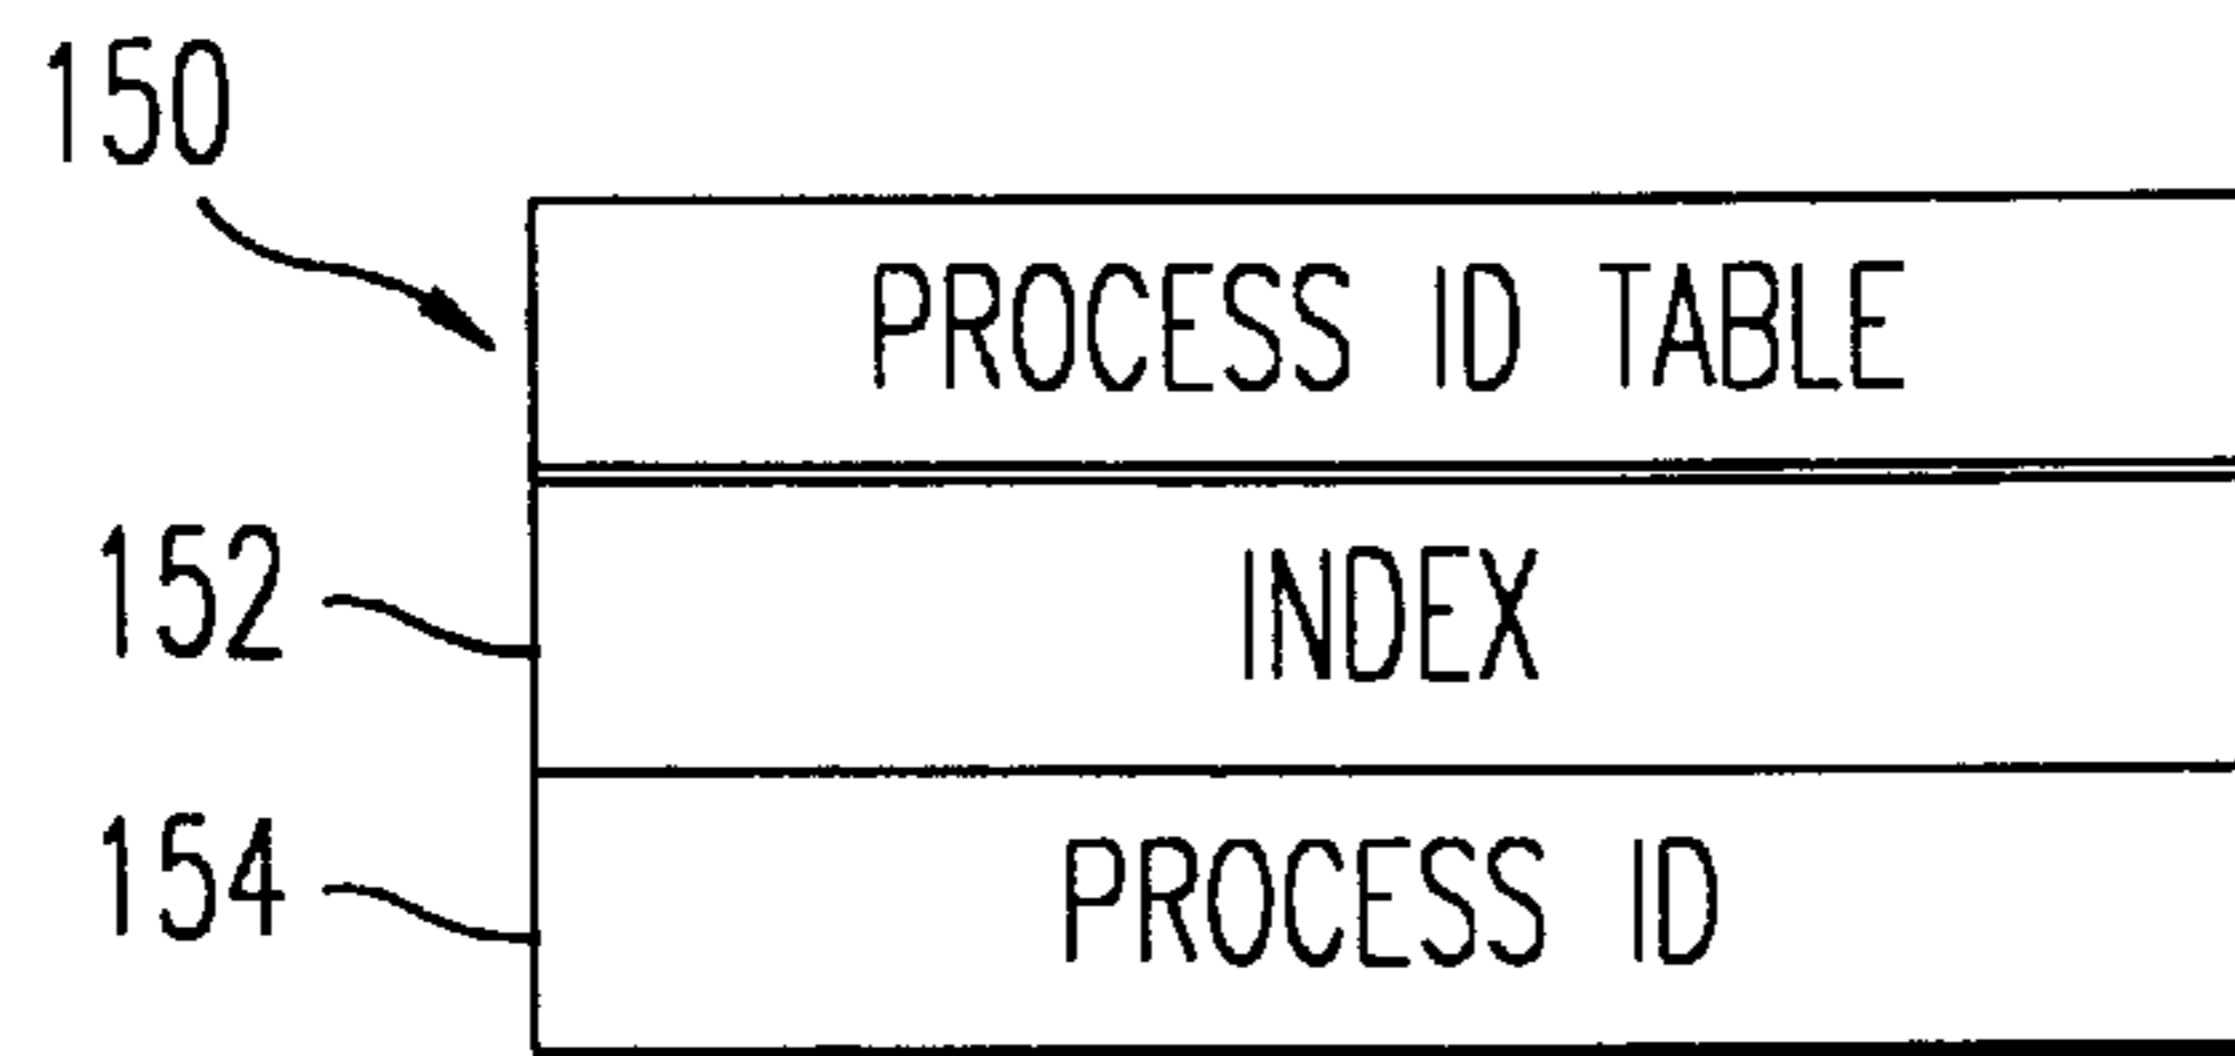 150
PROCESS ID TABLE
152 INDEX
154 PROCESS ID